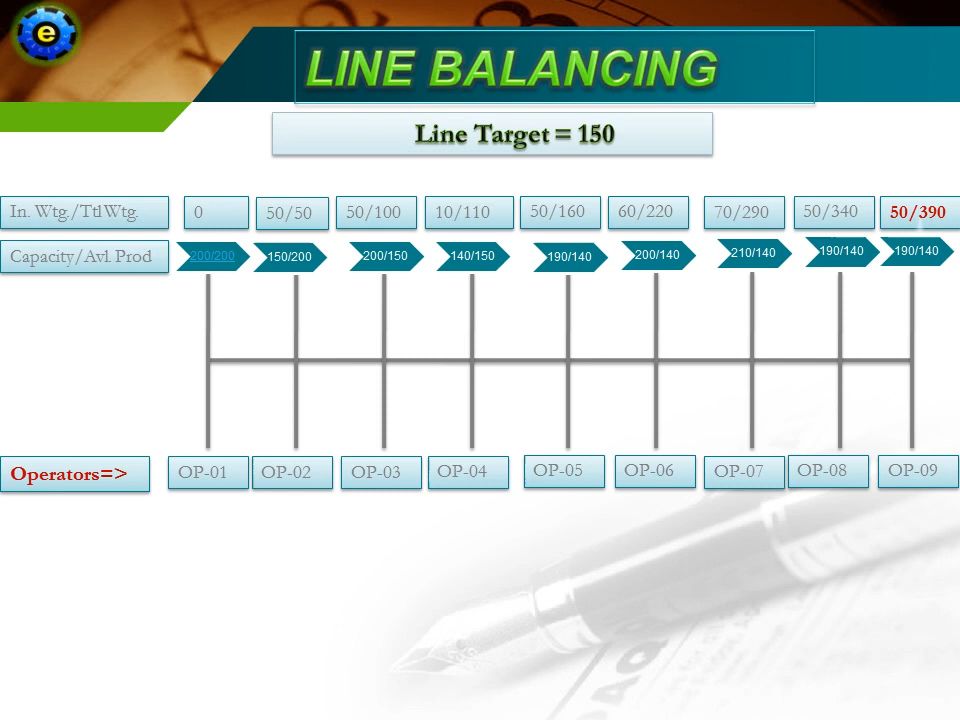 e
LINE BALANCING
Line Target = 150
In. Wtg./Ttl Wtg. 0 50/50 50/100 10/110 50/160 60/220 70/290 50/340 50/390
Capacity/Avl. Prod 200/200 150/200 200/150 140/150 190/140 200/140 210/140 190/140 190/140
Operators=> OP-01 OP-02 OP-03 OP-04 OP-05 OP-06 OP-07 OP-08 OP-09